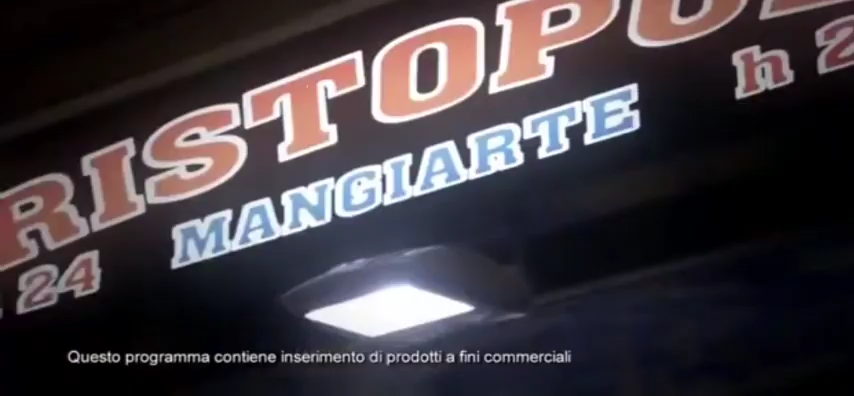 RISTOPU
h 2
24 MANGIARTE
Questo programma contiene inserimento di prodotti a fini commerciali